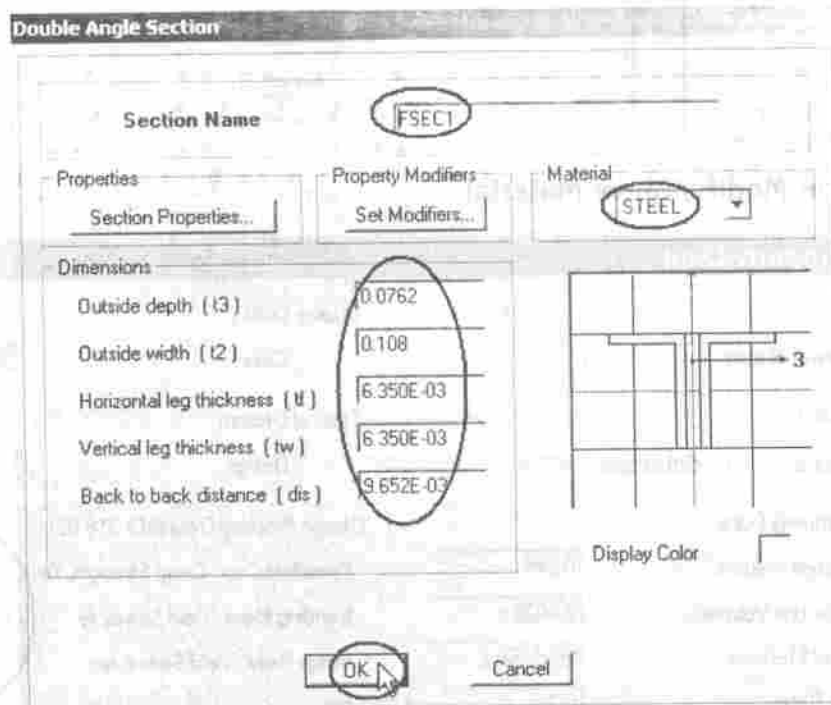 Double Angle Section
Section Name FSEC1
Properties
Property Modifiers
Material
Section Properties...
Set Modifiers...
STEEL
Dimensions
Outside depth ( t3 ) 0.0762
Outside width ( t2 ) 0.108
Horizontal leg thickness ( tf ) 6.350E-03
Vertical leg thickness ( tw ) 6.350E-03
Back to back distance ( dis ) 9.652E-03
3
Display Color
OK
Cancel